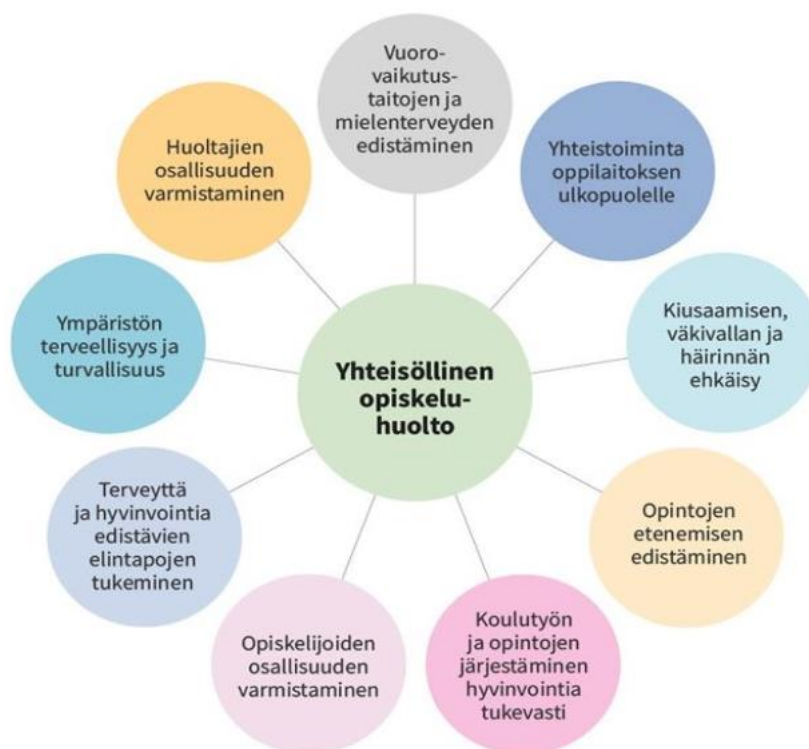 Vuoro-
vaikutus-
taitojen ja
mielenterveyden
edistäminen
Huoltajien
osallisuuden
varmistaminen
Yhteistoiminta
oppilaitoksen
ulkopuolelle
Ympäristön
terveellisyys ja
turvallisuus
Kiusaamisen,
väkivallan ja
häirinnän
ehkäisy
Yhteisöllinen
opiskelu-
huolto
Terveyttä
ja hyvinvointia
edistävien
elintapojen
tukeminen
Opintojen
etenemisen
edistäminen
Opiskelijoiden
osallisuuden
varmistaminen
Koulutyön
ja opintojen
järjestäminen
hyvinvointia
tukevasti